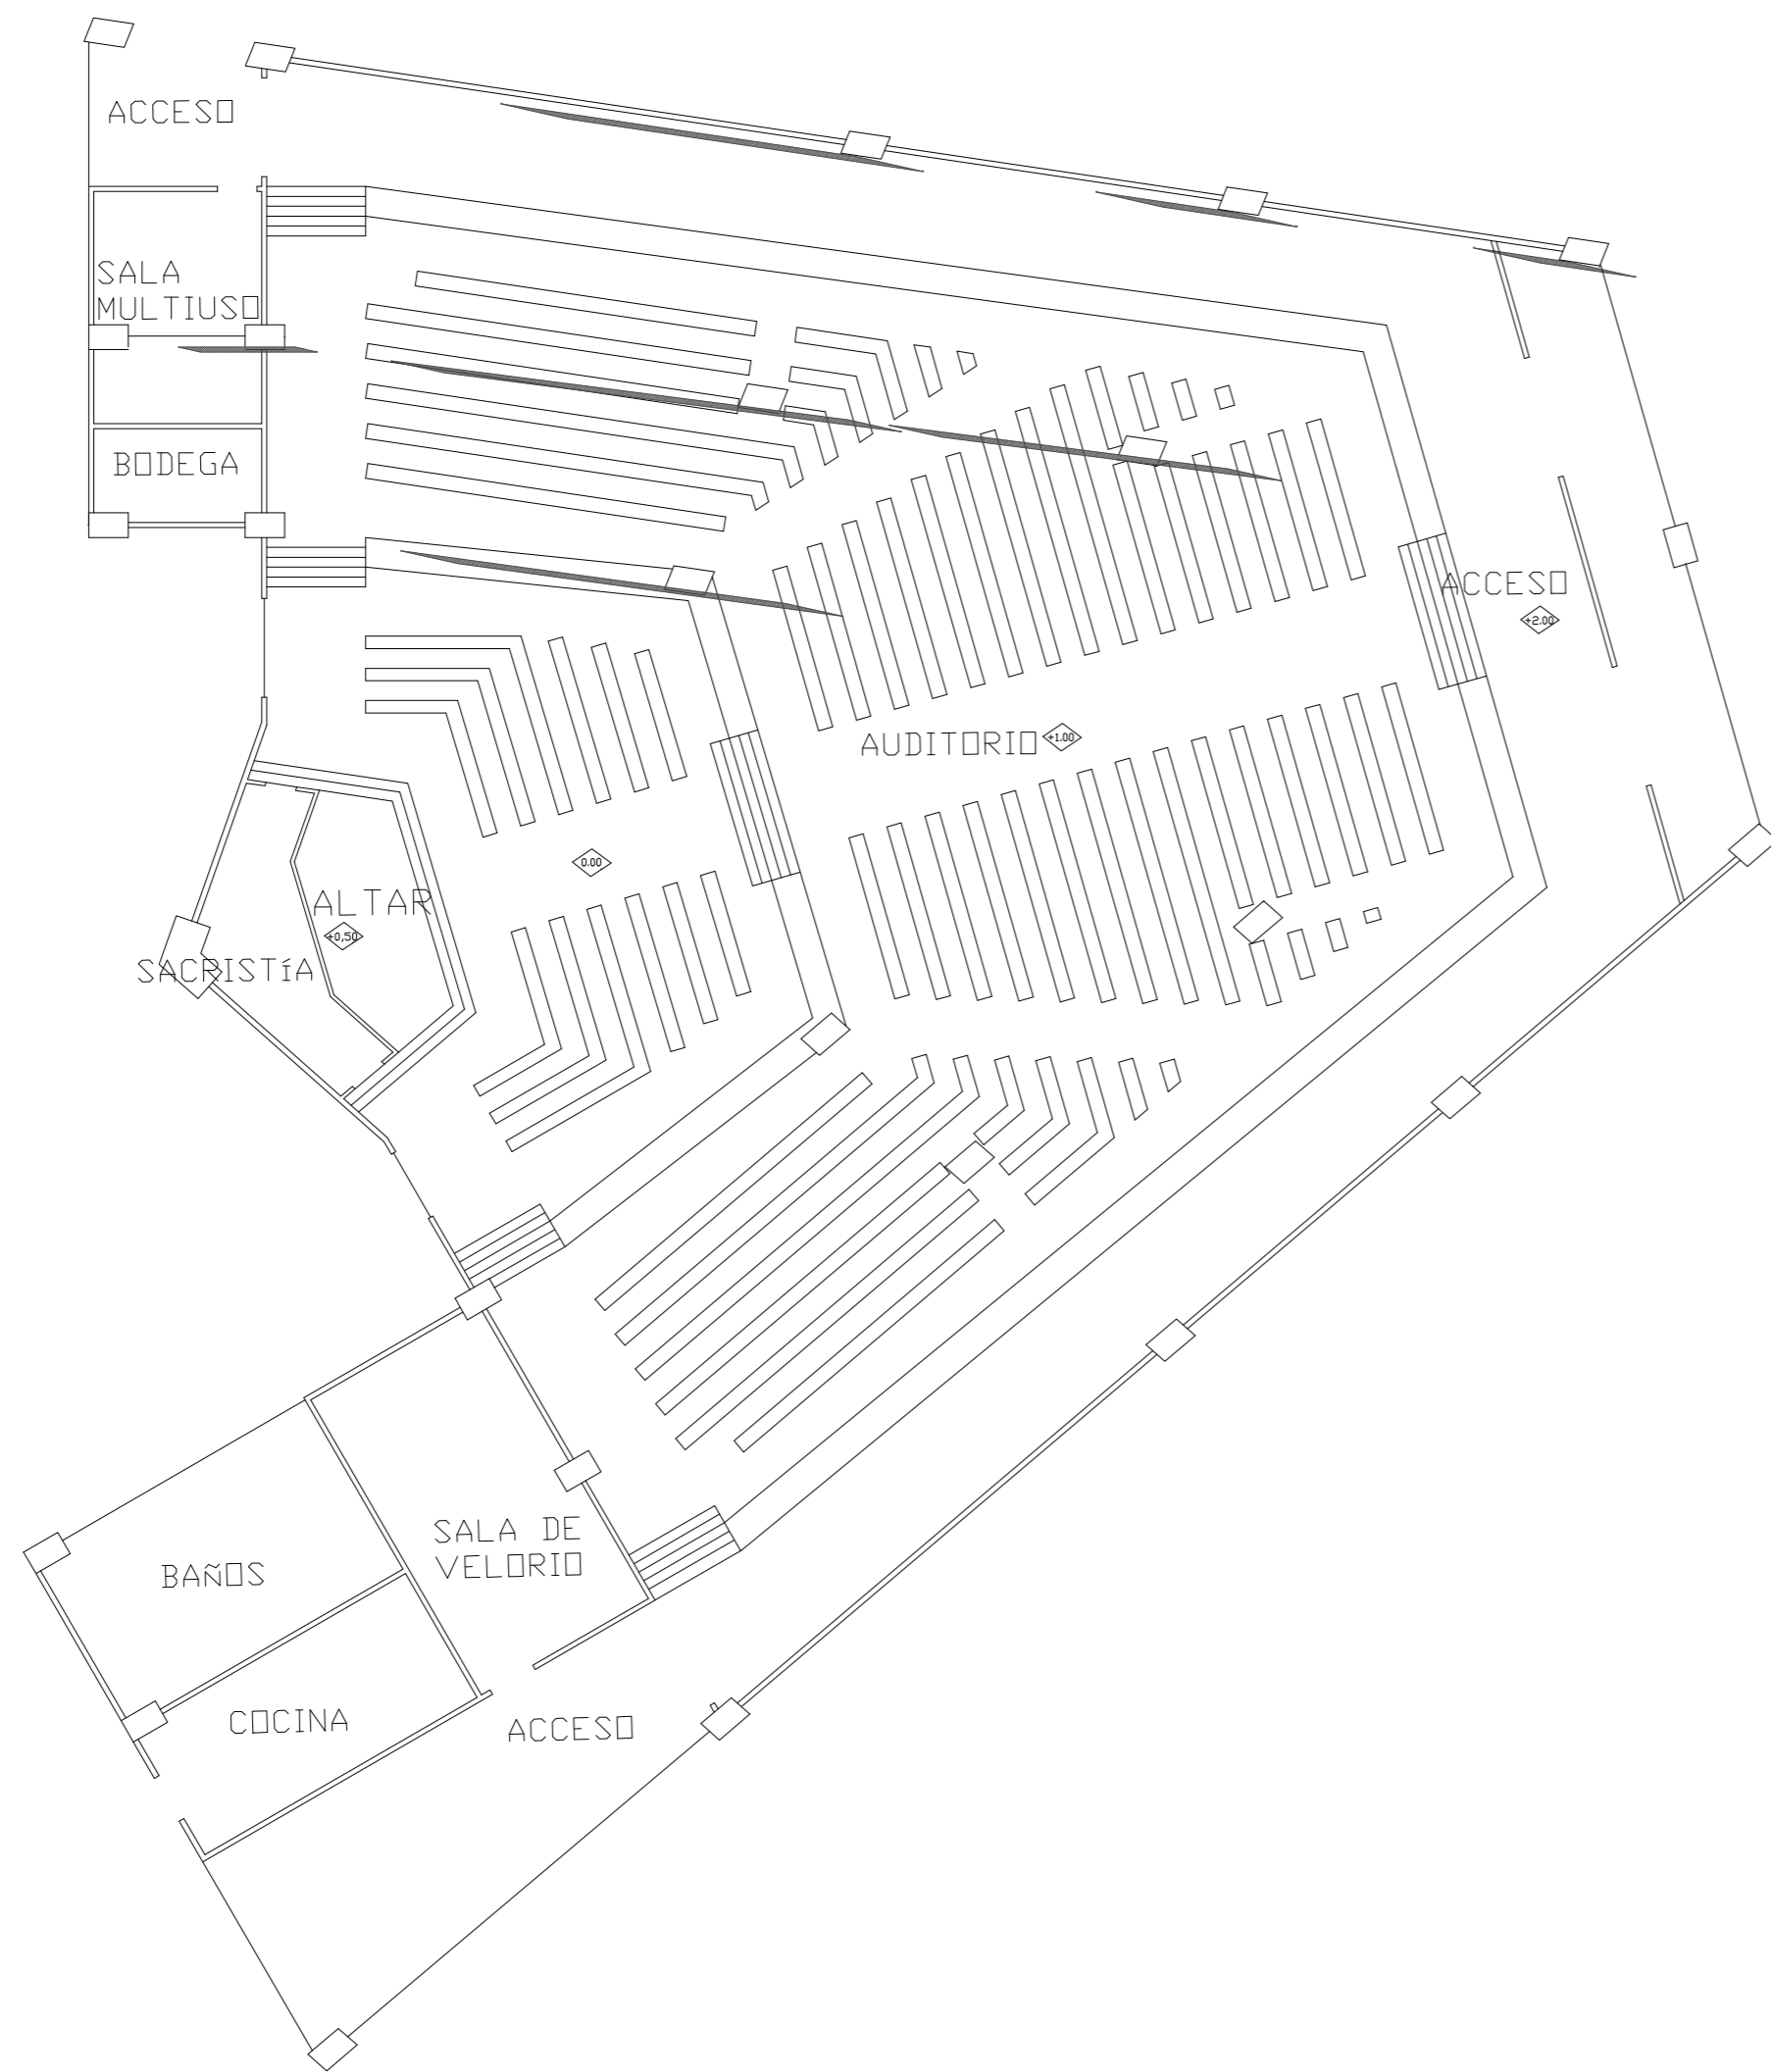 ACCESO
SALA
MULTIUSO
BODEGA
ACCESO
+2.00
AUDITORIO
+1.00
0.00
ALTAR
+0,50
SACRISTíA
SALA DE
VELORIO
BAÑOS
COCINA
ACCESO